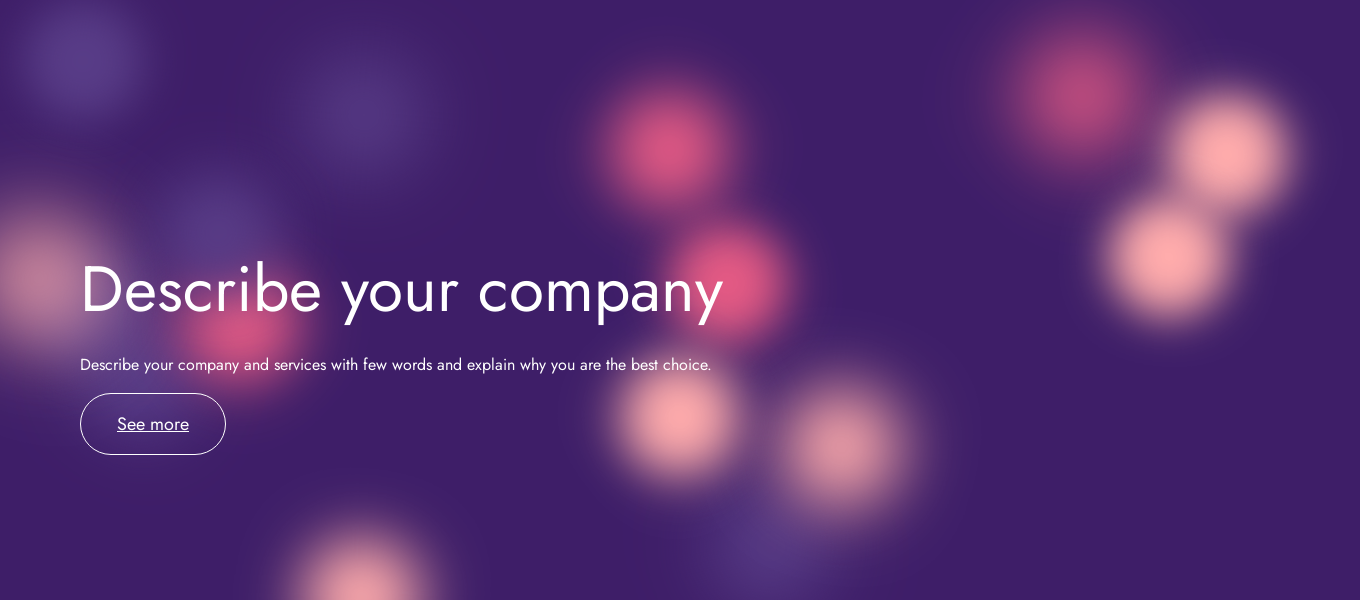 Describe your company
Describe your company and services with few words and explain why you are the best choice.
See more